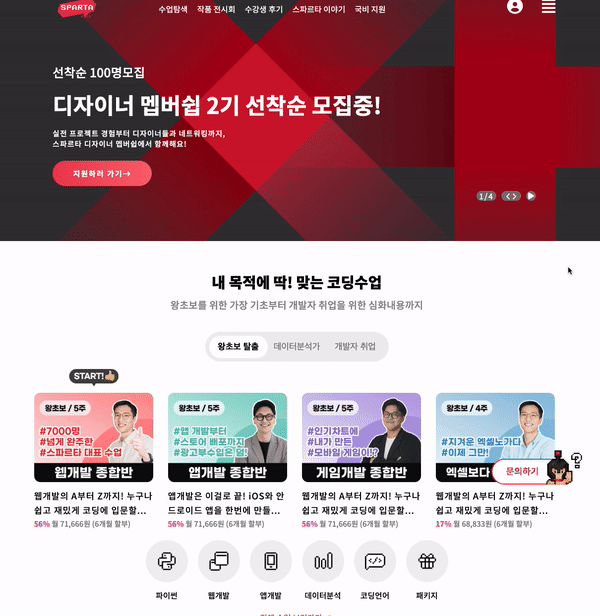 SPARTA
수업탐색 작품 전시회 수강생 후기 스파르타 이야기 국비 지원
선착순 100명모집
디자이너 멥버쉽 2기 선착순 모집중!
실전 프로젝트 경험부터 디자이너들과 네트워킹까지,
스파르타 디자이너 멥버쉽에서 함께해요!
지원하러 가기→
1/4
내 목적에 딱! 맞는 코딩수업
왕초보를 위한 가장 기초부터 개발자 취업을 위한 심화내용까지
왕초보 탈출 데이터분석가 개발자 취업
START!
왕초보 / 5주
#7000명
#넘게 완주한
#스파르타 대표 수업
웹개발 종합반
웹개발의 A부터 Z까지! 누구나
쉽고 재밌게 코딩에 입문할...
56% 월 71,666원 (6개월 할부)
왕초보 / 5주
#앱 개발부터
#스토어 배포까지
#광고부수입은 덤!
앱개발 종합반
앱개발은 이걸로 끝! iOS와 안
드로이드 앱을 한번에 만들...
56% 월 71,666원 (6개월 할부)
왕초보 / 5주
#인기차트에
#내가 만든
#모바일 게임이!?
게임개발 종합반
웹개발의 A부터 Z까지! 누구나
쉽고 재밌게 코딩에 입문할...
56% 월 71,666원 (6개월 할부)
왕초보 / 4주
#지겨운 엑셀노가다
#이제 그만!
엑셀보다
문의하기
웹개발의 A부터 Z까지! 누구나
쉽고 재밌게 코딩에 입문할...
17% 월 68,833원 (6개월 할부)
파이썬 웹개발 앱개발 데이터분석 코딩언어 패키지